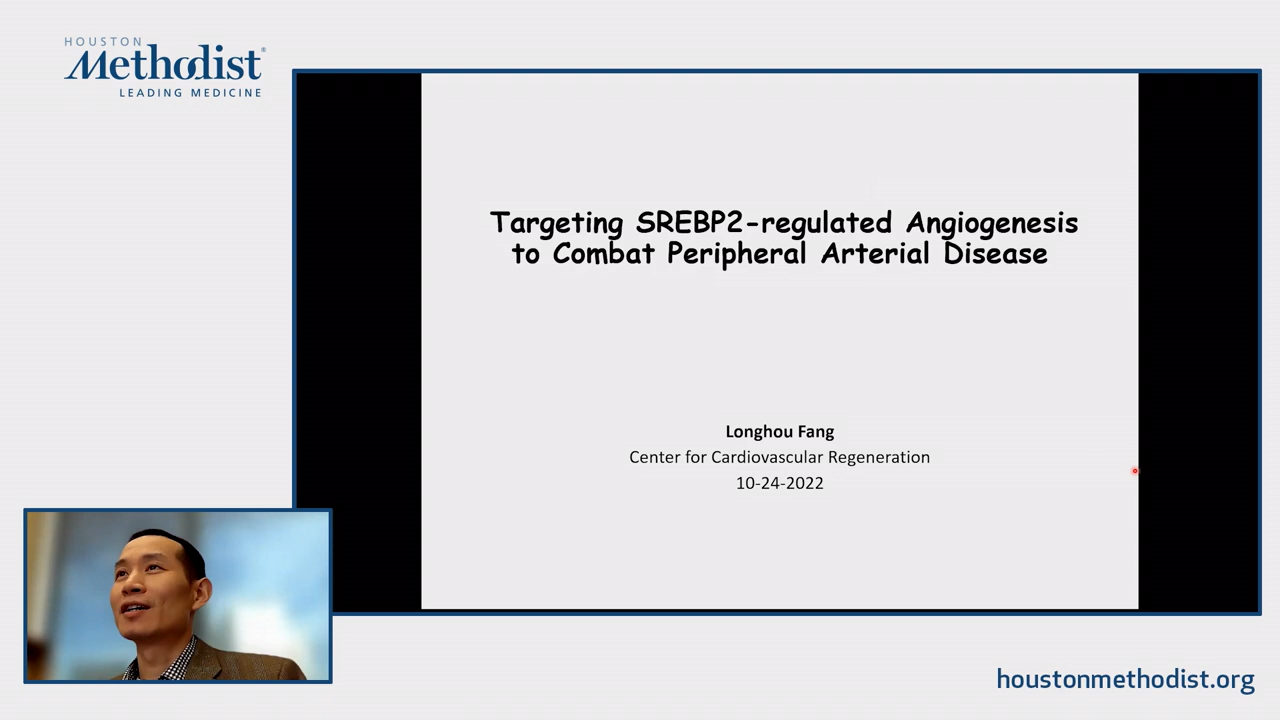 HOUSTON
Methodist®
LEADING MEDICINE
Targeting SREBP2-regulated Angiogenesis
to Combat Peripheral Arterial Disease
Longhou Fang
Center for Cardiovascular Regeneration
10-24-2022
houstonmethodist.org